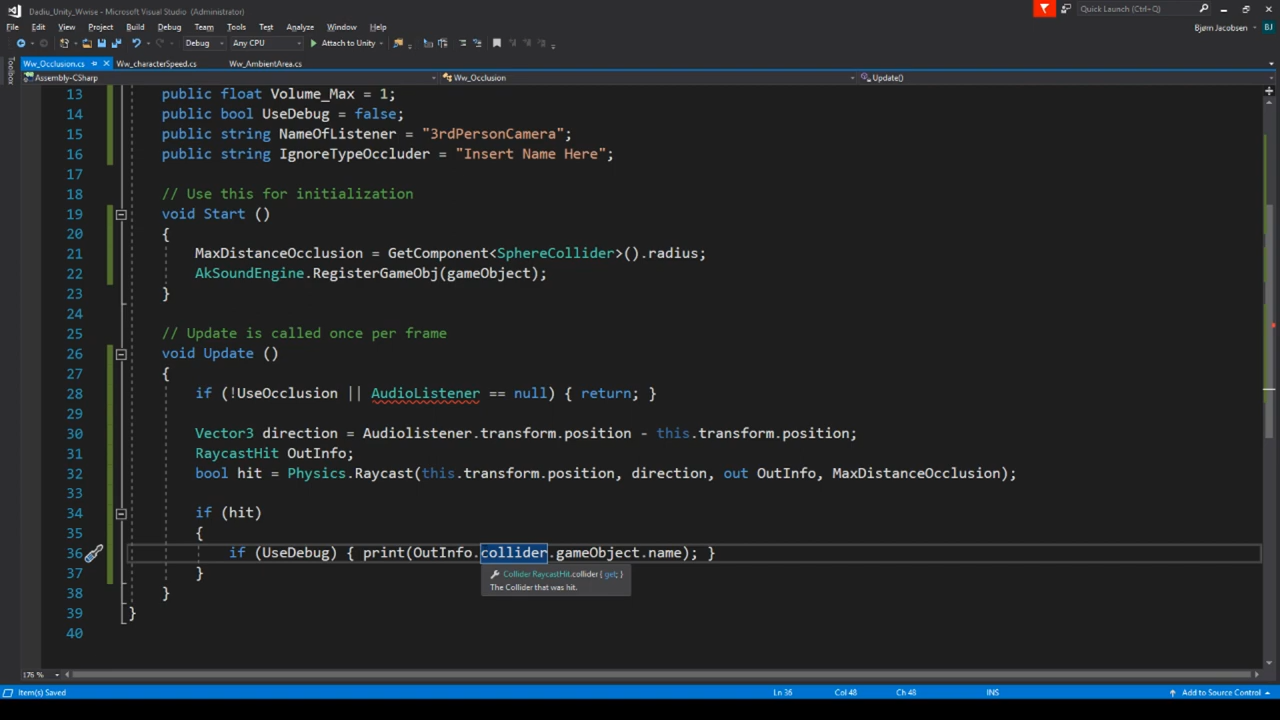 Dadiu_Unity_Wwise - Microsoft Visual Studio (Administrator)
Quick Launch (Ctrl+Q)
File Edit View Project Build Debug Team Tools Test Analyze Window Help
Bjørn Jacobsen BJ
Debug Any CPU Attach to Unity
Toolbox
Ww_Occlusion.cs Ww_characterSpeed.cs Ww_AmbientArea.cs
Assembly-CSharp Ww_Occlusion Update()
13 public float Volume_Max = 1;
14 public bool UseDebug = false;
15 public string NameOfListener = "3rdPersonCamera";
16 public string IgnoreTypeOccluder = "Insert Name Here";
17
18 // Use this for initialization
19 void Start ()
20 {
21 MaxDistanceOcclusion = GetComponent<SphereCollider>().radius;
22 AkSoundEngine.RegisterGameObj(gameObject);
23 }
24
25 // Update is called once per frame
26 void Update ()
27 {
28 if (!UseOcclusion || AudioListener == null) { return; }
29
30 Vector3 direction = Audiolistener.transform.position - this.transform.position;
31 RaycastHit OutInfo;
32 bool hit = Physics.Raycast(this.transform.position, direction, out OutInfo, MaxDistanceOcclusion);
33
34 if (hit)
35 {
36 if (UseDebug) { print(OutInfo.collider.gameObject.name); }
37 }
Collider RaycastHit.collider { get; }
The Collider that was hit.
38 }
39 }
40
176 %
Item(s) Saved Ln 36 Col 48 Ch 48 INS Add to Source Control